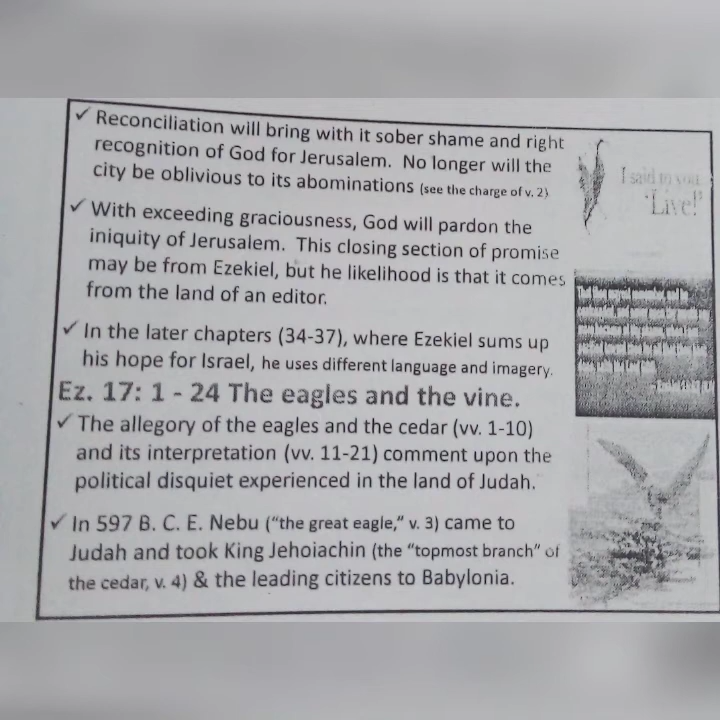 ✓ Reconciliation will bring with it sober shame and right
recognition of God for Jerusalem. No longer will the
city be oblivious to its abominations (see the charge of v. 2)
I said to you,
"Live!"
✓ With exceeding graciousness, God will pardon the
iniquity of Jerusalem. This closing section of promise
may be from Ezekiel, but he likelihood is that it comes
from the land of an editor.
✓ In the later chapters (34-37), where Ezekiel sums up
his hope for Israel, he uses different language and imagery.
Ez. 17: 1 - 24 The eagles and the vine.
✓ The allegory of the eagles and the cedar (vv. 1-10)
and its interpretation (vv. 11-21) comment upon the
political disquiet experienced in the land of Judah.
✓ In 597 B. C. E. Nebu ("the great eagle," v. 3) came to
Judah and took King Jehoiachin (the "topmost branch" of
the cedar, v. 4) & the leading citizens to Babylonia.